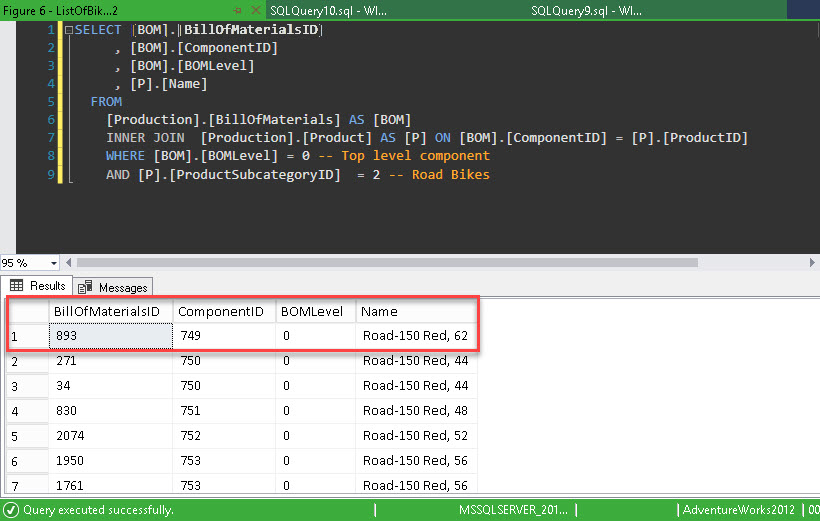 Figure 6 - ListOfBik...2 SQLQuery10.sql - WI... SQLQuery9.sql - WI...
1 SELECT [BOM].[BillOfMaterialsID]
2 , [BOM].[ComponentID]
3 , [BOM].[BOMLevel]
4 , [P].[Name]
5 FROM
6 [Production].[BillOfMaterials] AS [BOM]
7 INNER JOIN [Production].[Product] AS [P] ON [BOM].[ComponentID] = [P].[ProductID]
8 WHERE [BOM].[BOMLevel] = 0 -- Top level component
9 AND [P].[ProductSubcategoryID] = 2 -- Road Bikes
95 %
Results Messages
BillOfMaterialsID ComponentID BOMLevel Name
1 893 749 0 Road-150 Red, 62
2 271 750 0 Road-150 Red, 44
3 34 750 0 Road-150 Red, 44
4 830 751 0 Road-150 Red, 48
5 2074 752 0 Road-150 Red, 52
6 1950 753 0 Road-150 Red, 56
7 1761 753 0 Road-150 Red, 56
Query executed successfully. MSSQLSERVER_201... AdventureWorks2012 00